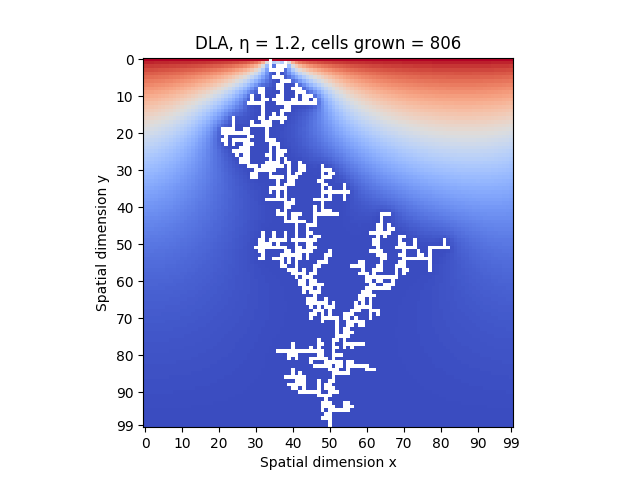 DLA, η = 1.2, cells grown = 806
0
10
20
30
40
50
60
70
80
90
99
Spatial dimension y
0 10 20 30 40 50 60 70 80 90 99
Spatial dimension x